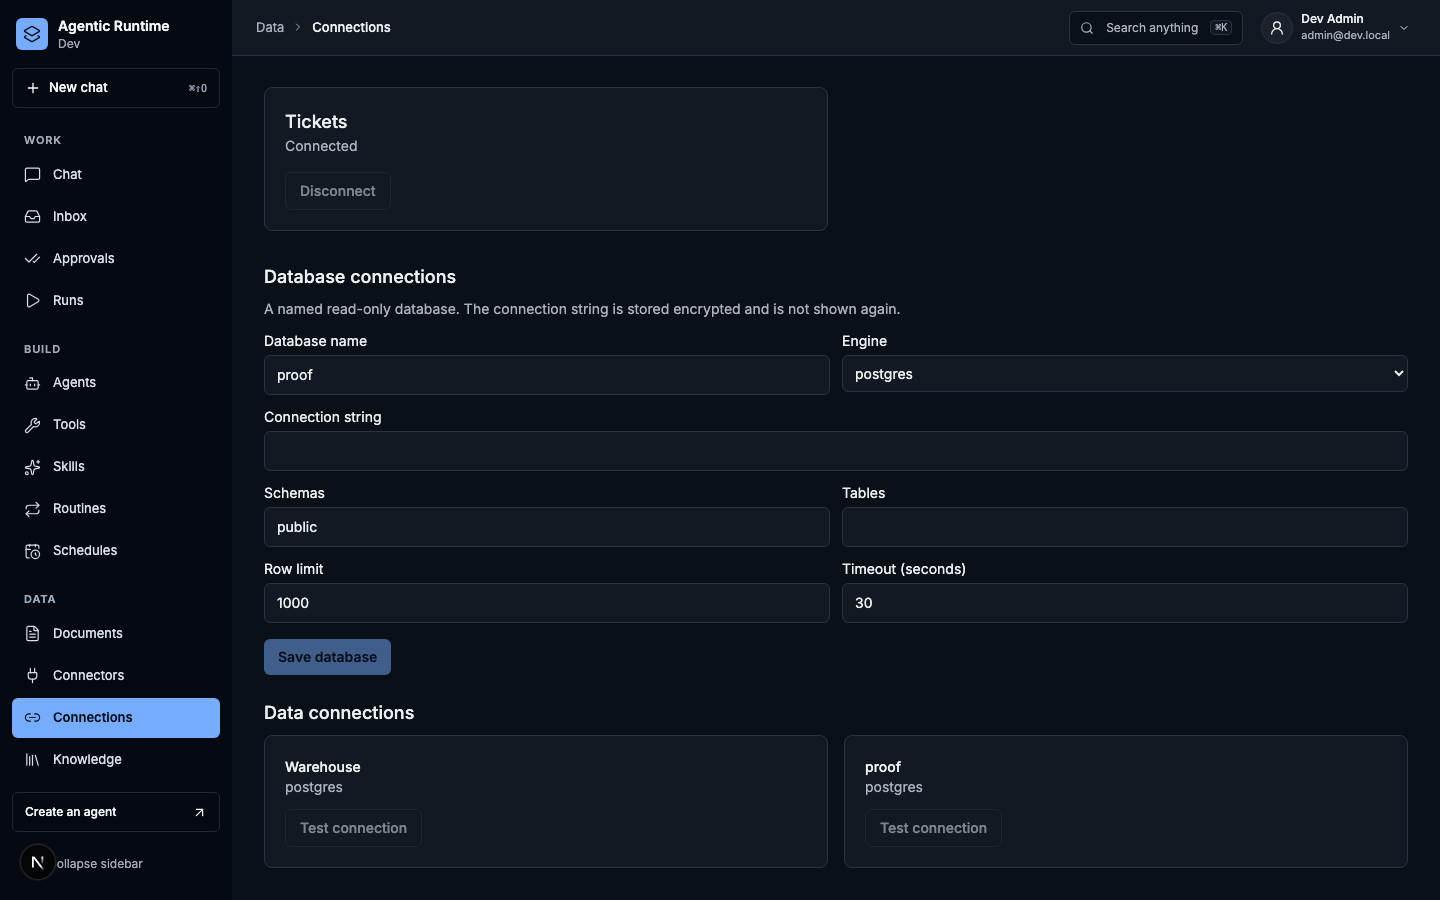 Agentic Runtime
Dev
New chat ⌘⇧O
WORK
Chat
Inbox
Approvals
Runs
BUILD
Agents
Tools
Skills
Routines
Schedules
DATA
Documents
Connectors
Connections
Knowledge
Create an agent
N
ollapse sidebar
Data > Connections
Search anything ⌘K
Dev Admin
admin@dev.local
Tickets
Connected
Disconnect
Database connections
A named read-only database. The connection string is stored encrypted and is not shown again.
Database name Engine
proof postgres
Connection string
Schemas Tables
public
Row limit Timeout (seconds)
1000 30
Save database
Data connections
Warehouse
postgres
Test connection
proof
postgres
Test connection